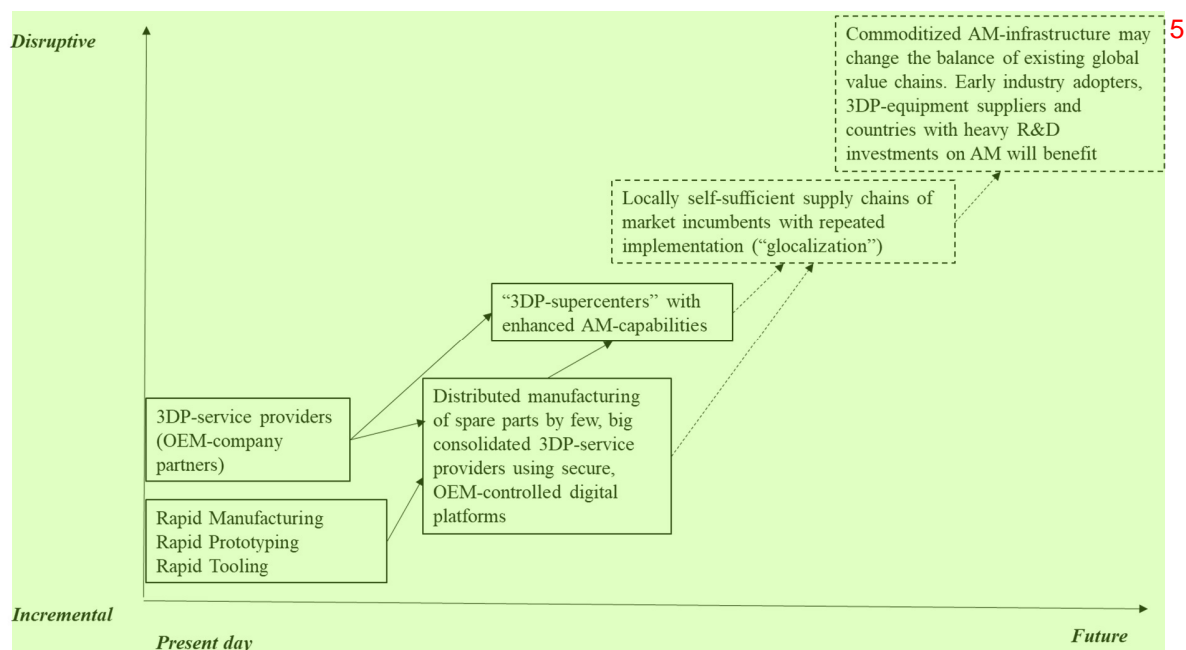 Disruptive
5
Commoditized AM-infrastructure may
change the balance of existing global
value chains. Early industry adopters,
3DP-equipment suppliers and
countries with heavy R&D
investments on AM will benefit
Locally self-sufficient supply chains of
market incumbents with repeated
implementation (“glocalization”)
“3DP-supercenters” with
enhanced AM-capabilities
Distributed manufacturing
of spare parts by few, big
consolidated 3DP-service
providers using secure,
OEM-controlled digital
platforms
3DP-service providers
(OEM-company
partners)
Rapid Manufacturing
Rapid Prototyping
Rapid Tooling
Incremental
Present day
Future